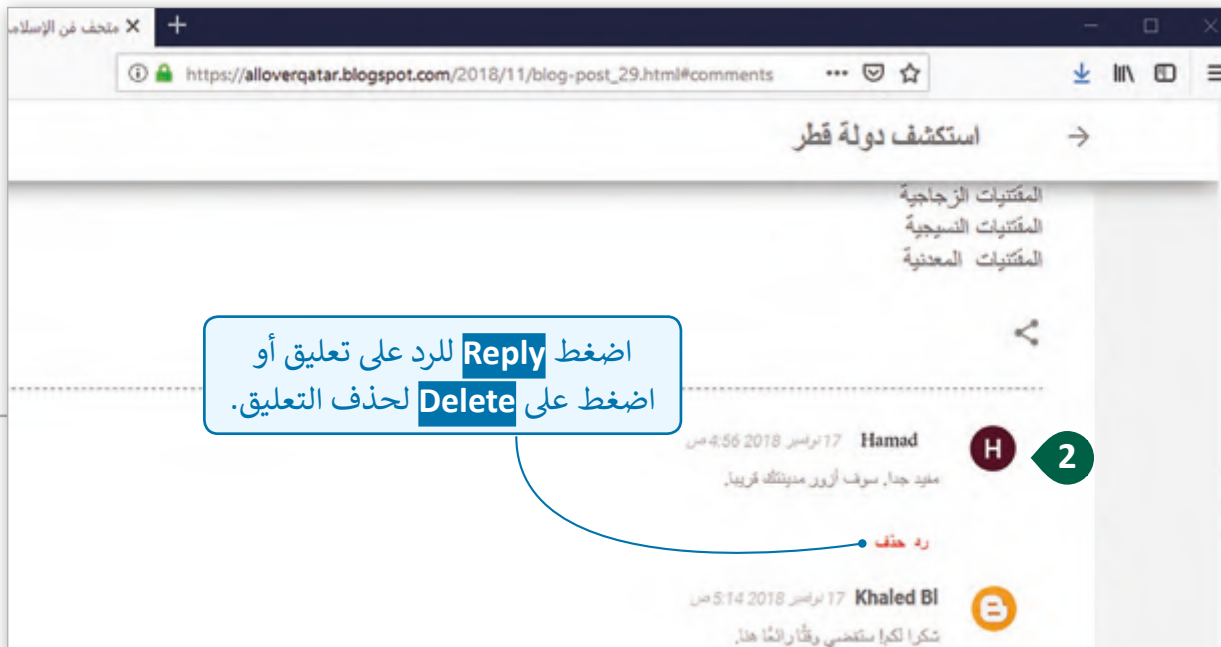 متحف فن الإسلامـ
https://alloverqatar.blogspot.com/2018/11/blog-post_29.html#comments
استكشف دولة قطر
المقتنيات الزجاجية
المقتنيات النسيجية
المقتنيات المعدنية
اضغط Reply للرد على تعليق أو
اضغط على Delete لحذف التعليق.
2
H
Hamad 17 نوفمبر 2018 4:56 ص
مفيد جدا. سوف أزور مدينتك قريبا.
رد حذف
Khaled Bl 17 نوفمبر 2018 5:14 ص
شكرا لكم! ستقضي وقتًا رائعًا هنا.